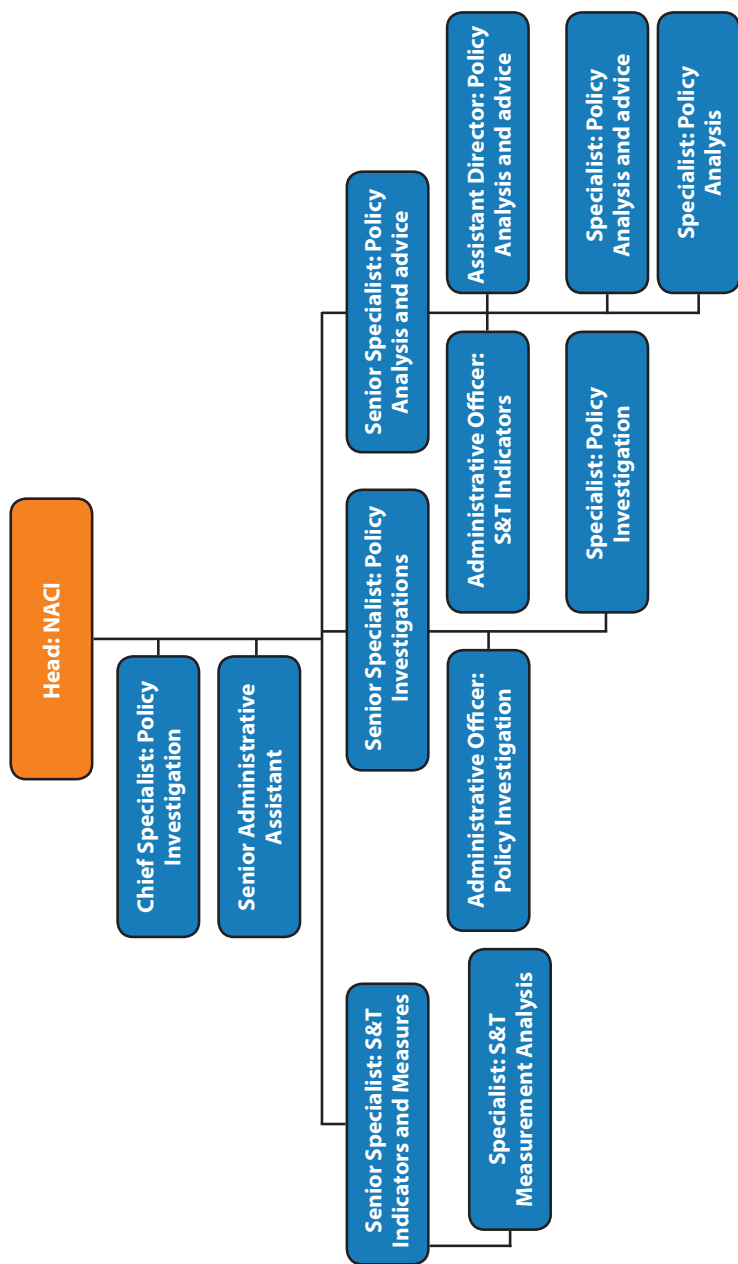 Head: NACI
Chief Specialist: Policy
Investigation
Senior Administrative
Assistant
Senior Specialist: S&T
Indicators and Measures
Senior Specialist: Policy
Investigations
Senior Specialist: Policy
Analysis and advice
Specialist: S&T
Measurement Analysis
Administrative Officer:
Policy Investigation
Administrative Officer:
S&T Indicators
Assistant Director: Policy
Analysis and advice
Specialist: Policy
Investigation
Specialist: Policy
Analysis and advice
Specialist: Policy
Analysis